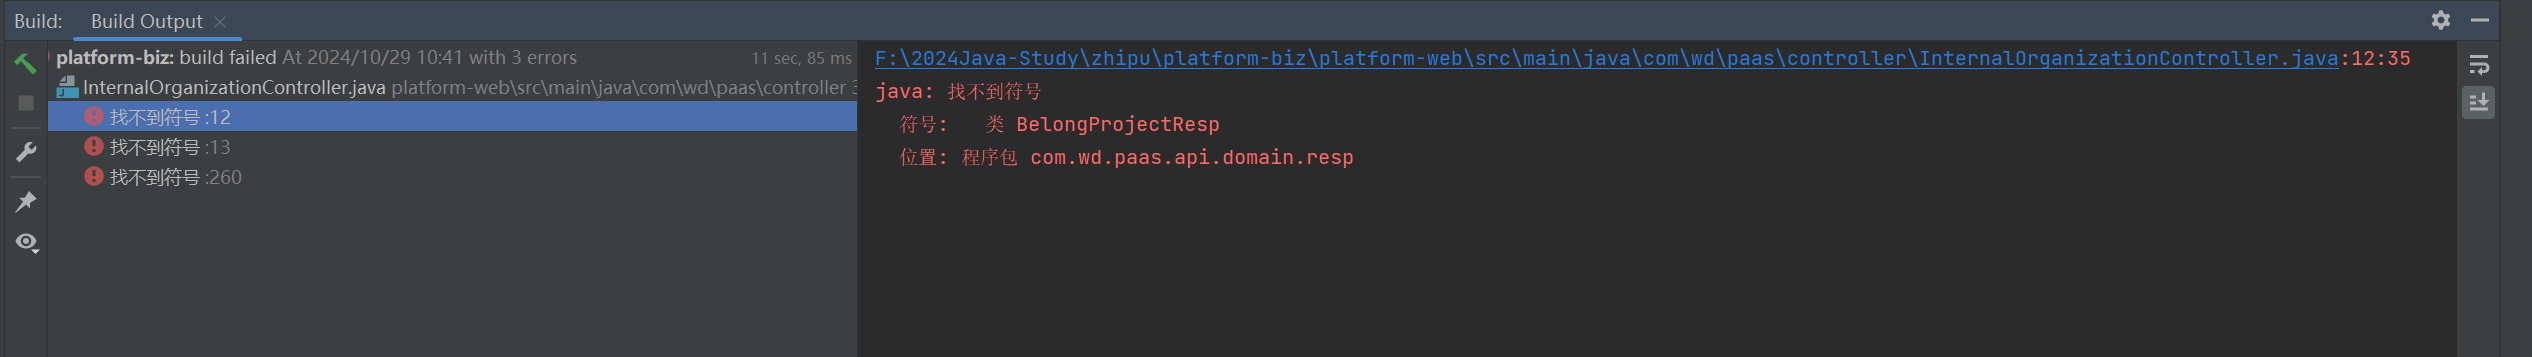 Build: Build Output
platform-biz: build failed At 2024/10/29 10:41 with 3 errors 11 sec, 85 ms
InternalOrganizationController.java platform-web\src\main\java\com\wd\paas\controller 3
找不到符号 :12
找不到符号 :13
找不到符号 :260
F:\2024Java-Study\zhipu\platform-biz\platform-web\src\main\java\com\wd\paas\controller\InternalOrganizationController.java:12:35
java: 找不到符号
符号: 类 BelongProjectResp
位置: 程序包 com.wd.paas.api.domain.resp